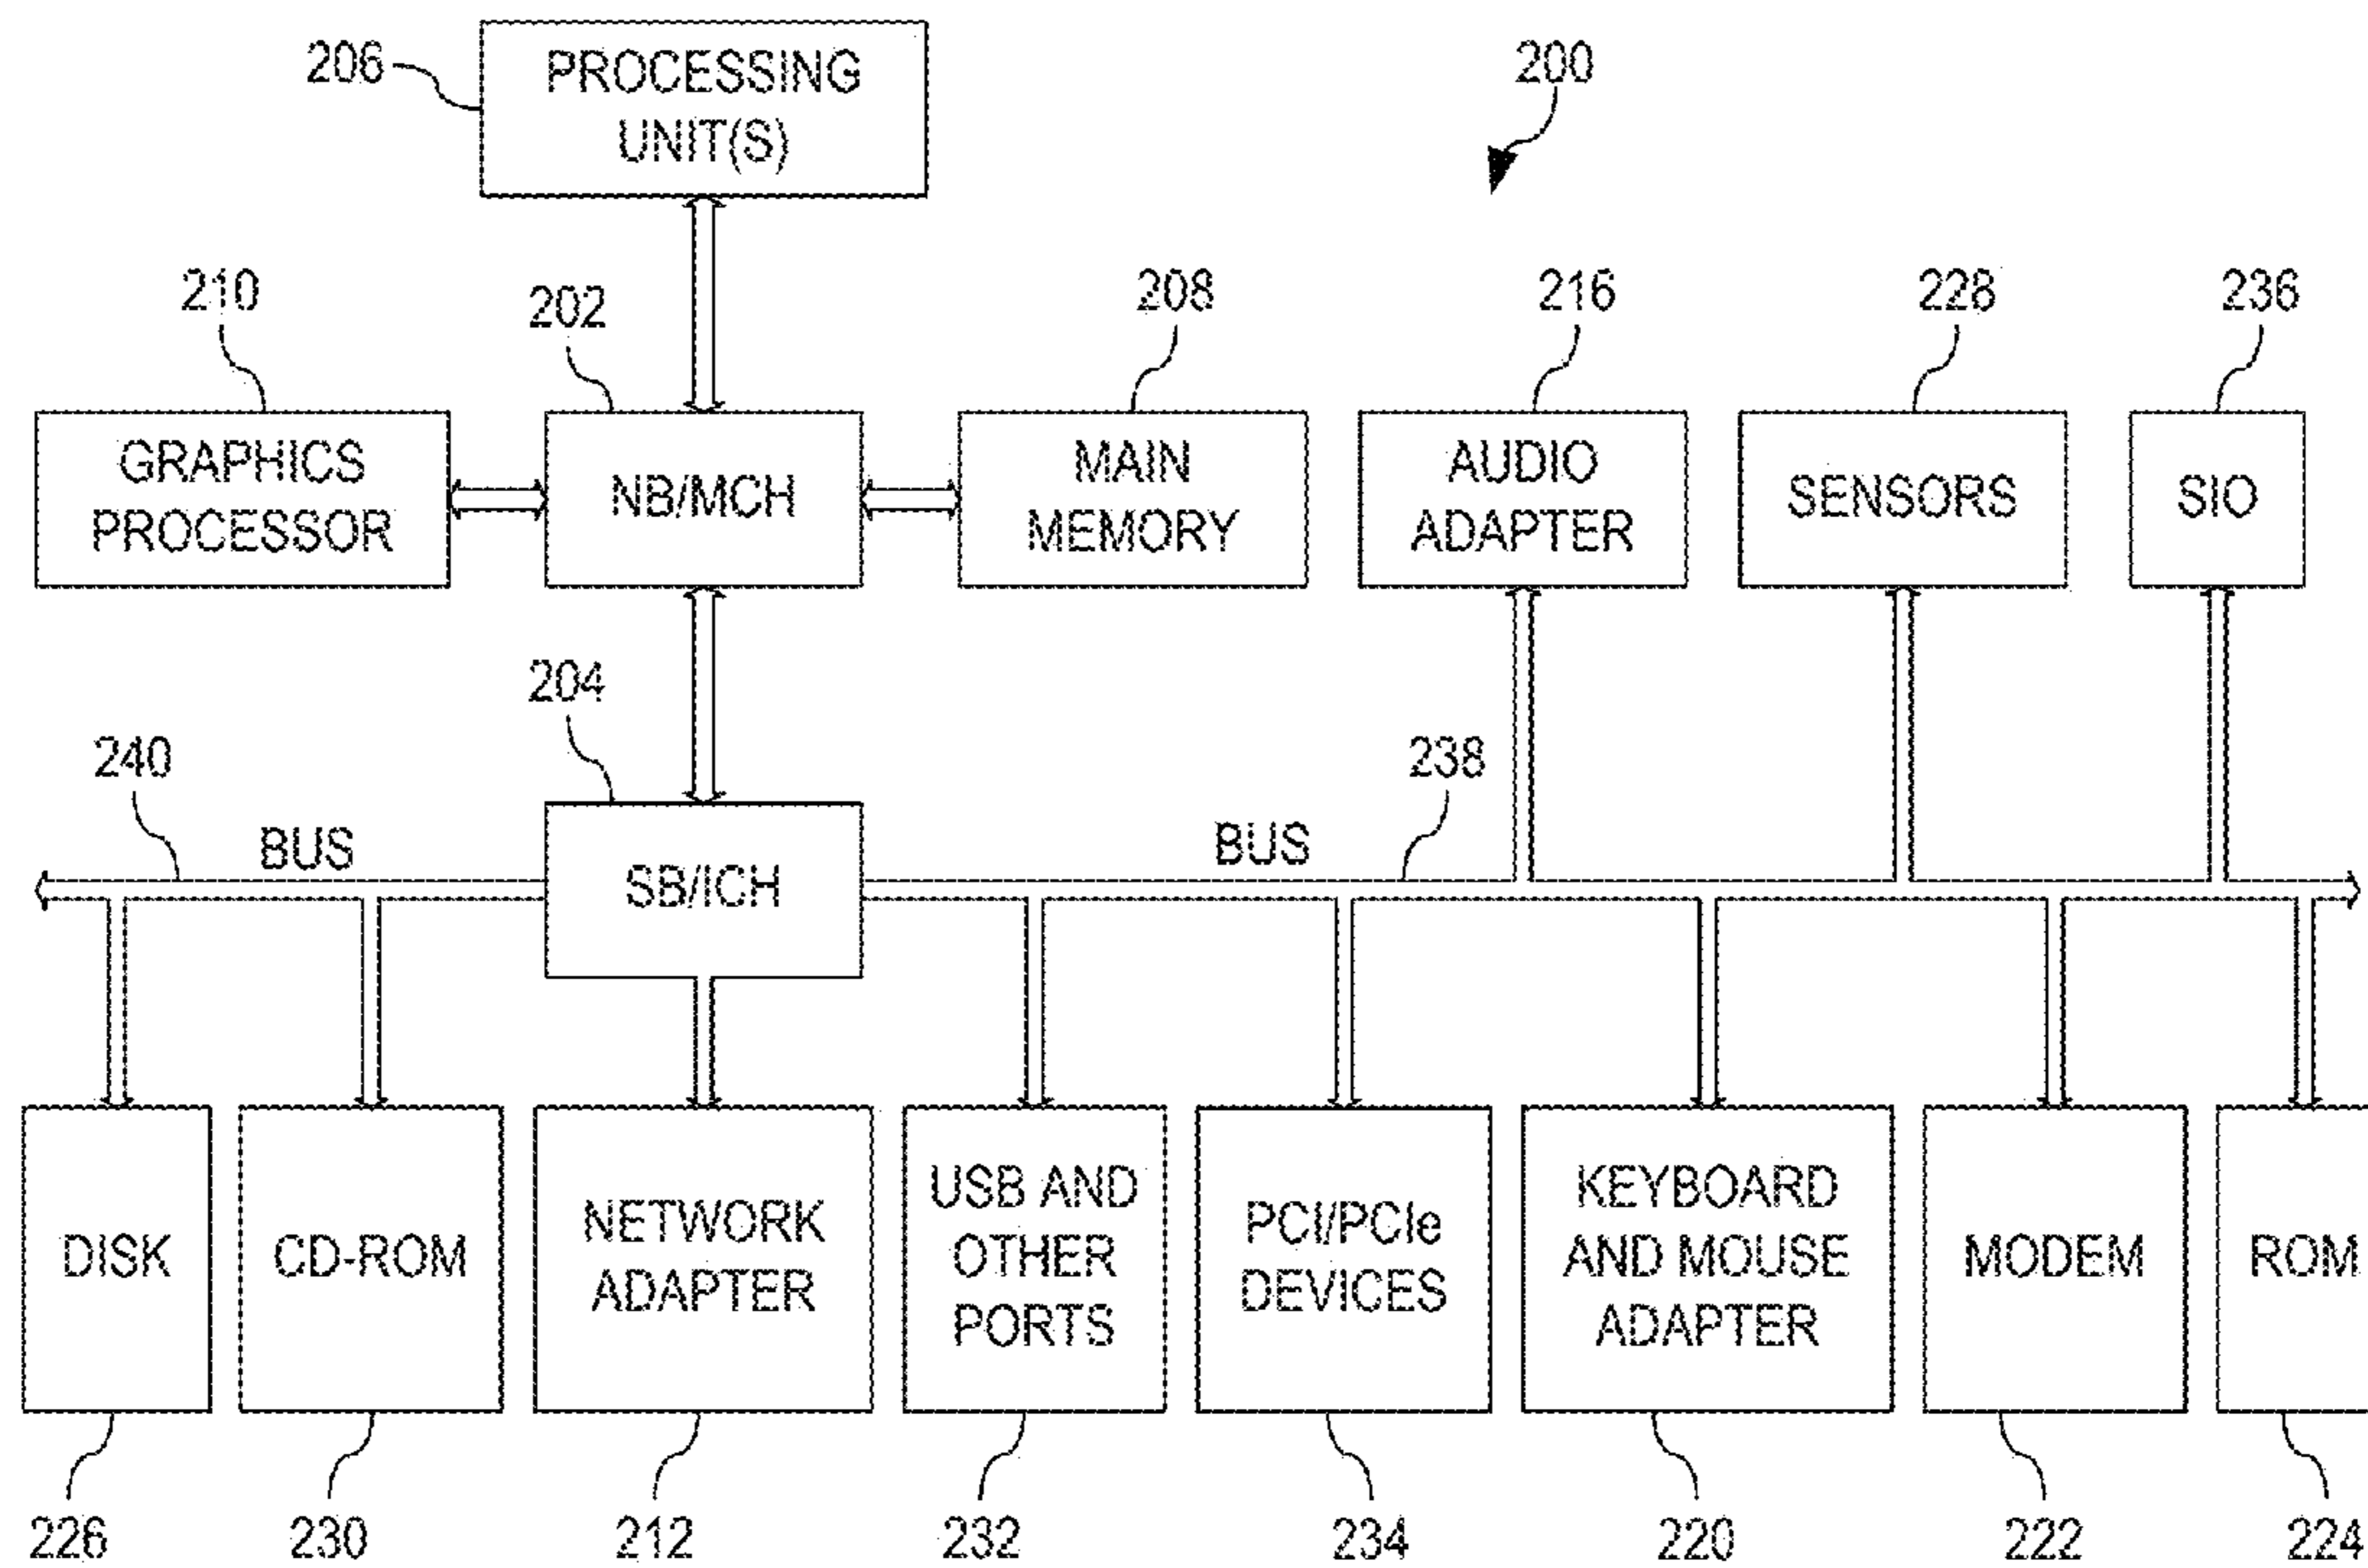 206
PROCESSING
UNIT(S)
200
210
202
208
216
228
236
GRAPHICS
PROCESSOR
NB/MCH
MAIN
MEMORY
AUDIO
ADAPTER
SENSORS
SIO
204
240
238
BUS
BUS
SB/ICH
DISK
CD-ROM
NETWORK
ADAPTER
USB AND
OTHER
PORTS
PCI/PCIe
DEVICES
KEYBOARD
AND MOUSE
ADAPTER
MODEM
ROM
226
230
212
232
234
220
222
224